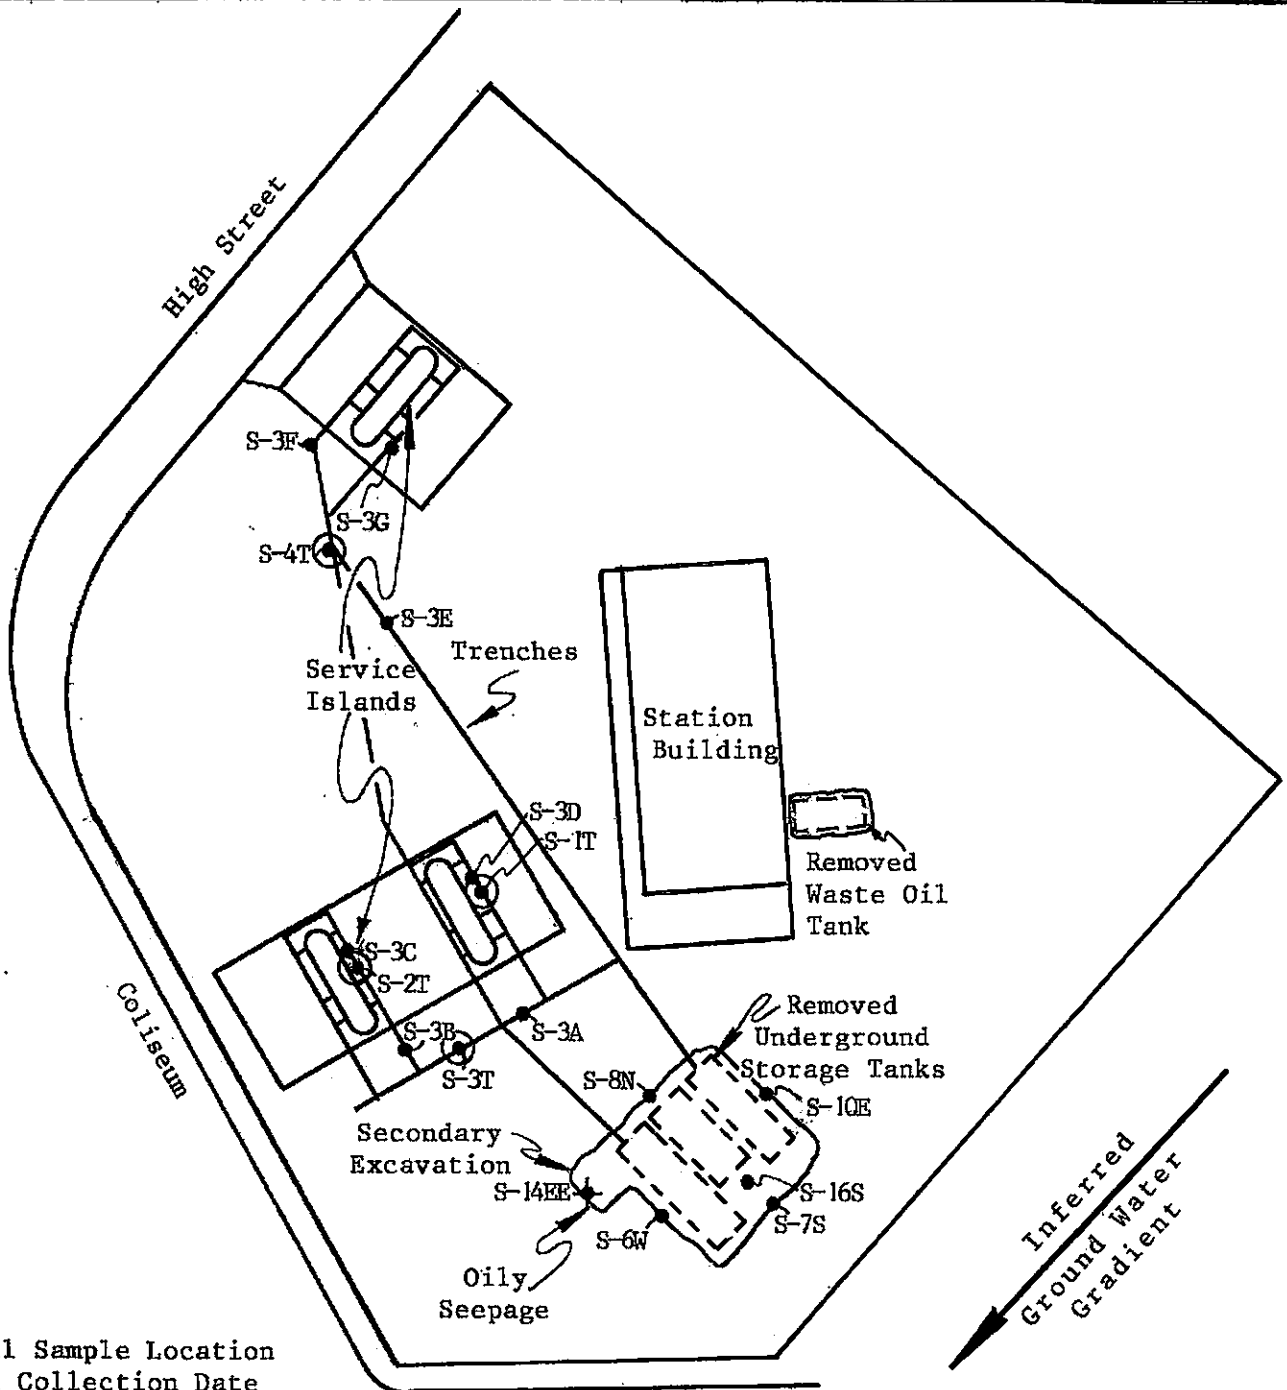 High Street
S-3F
S-3G
S-4T
S-3E
Service
Islands
Trenches
Station
Building
S-3D
S-1T
Removed
Waste Oil
Tank
S-3C
S-2T
Coliseum
S-3B
S-3A
S-3T
Removed
Underground
Storage Tanks
S-8N
S-10E
Secondary
Excavation
S-14EE
S-16S
S-7S
S-6W
Oily
Seepage
Inferred
Ground Water
Gradient
1 Sample Location
Collection Date